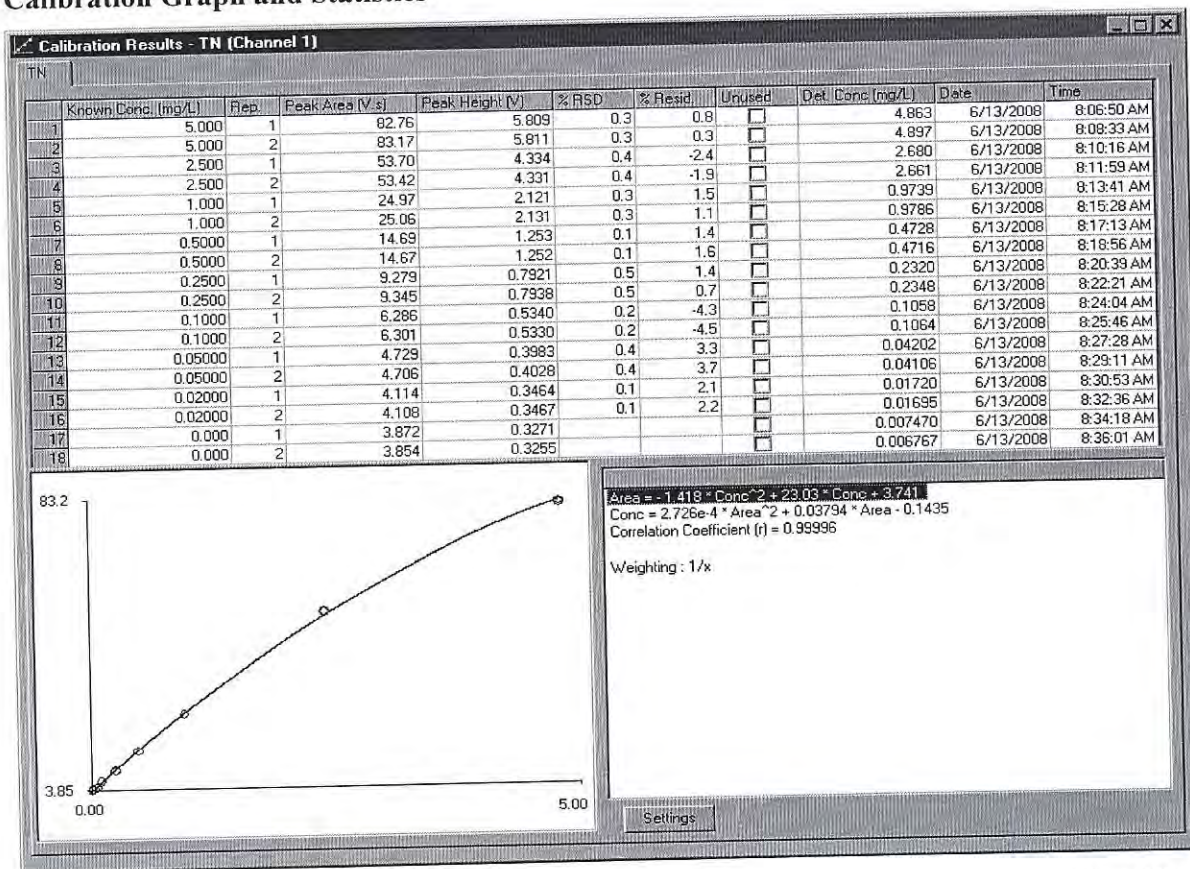 Calibration Graph and Statistics
Calibration Results - TN (Channel 1)
TN
Known Conc. (mg/L) Rep. Peak Area (V.s) Peak Height (V) % RSD % Resid. Unused Det. Conc (mg/L) Date Time
1 5.000 1 82.76 5.809 0.3 0.8 4.863 6/13/2008 8:06:50 AM
2 5.000 2 83.17 5.811 0.3 0.3 4.897 6/13/2008 8:08:33 AM
3 2.500 1 53.70 4.334 0.4 -2.4 2.680 6/13/2008 8:10:16 AM
4 2.500 2 53.42 4.331 0.4 -1.9 2.661 6/13/2008 8:11:59 AM
5 1.000 1 24.97 2.121 0.3 1.5 0.9739 6/13/2008 8:13:41 AM
6 1.000 2 25.06 2.131 0.3 1.1 0.9786 6/13/2008 8:15:28 AM
7 0.5000 1 14.69 1.253 0.1 1.4 0.4728 6/13/2008 8:17:13 AM
8 0.5000 2 14.67 1.252 0.1 1.6 0.4716 6/13/2008 8:18:56 AM
9 0.2500 1 9.279 0.7921 0.5 1.4 0.2320 6/13/2008 8:20:39 AM
10 0.2500 2 9.345 0.7938 0.5 0.7 0.2348 6/13/2008 8:22:21 AM
11 0.1000 1 6.286 0.5340 0.2 -4.3 0.1058 6/13/2008 8:24:04 AM
12 0.1000 2 6.301 0.5330 0.2 -4.5 0.1064 6/13/2008 8:25:46 AM
13 0.05000 1 4.729 0.3983 0.4 3.3 0.04202 6/13/2008 8:27:28 AM
14 0.05000 2 4.706 0.4028 0.4 3.7 0.04106 6/13/2008 8:29:11 AM
15 0.02000 1 4.114 0.3464 0.1 2.1 0.01720 6/13/2008 8:30:53 AM
16 0.02000 2 4.108 0.3467 0.1 2.2 0.01695 6/13/2008 8:32:36 AM
17 0.000 1 3.872 0.3271 0.007470 6/13/2008 8:34:18 AM
18 0.000 2 3.854 0.3255 0.006767 6/13/2008 8:36:01 AM
83.2
3.85
0.00
5.00
Area = - 1.418 * Conc^2 + 23.03 * Conc + 3.741
Conc = 2.726e-4 * Area^2 + 0.03794 * Area - 0.1435
Correlation Coefficient (r) = 0.99996
Weighting : 1/x
Settings